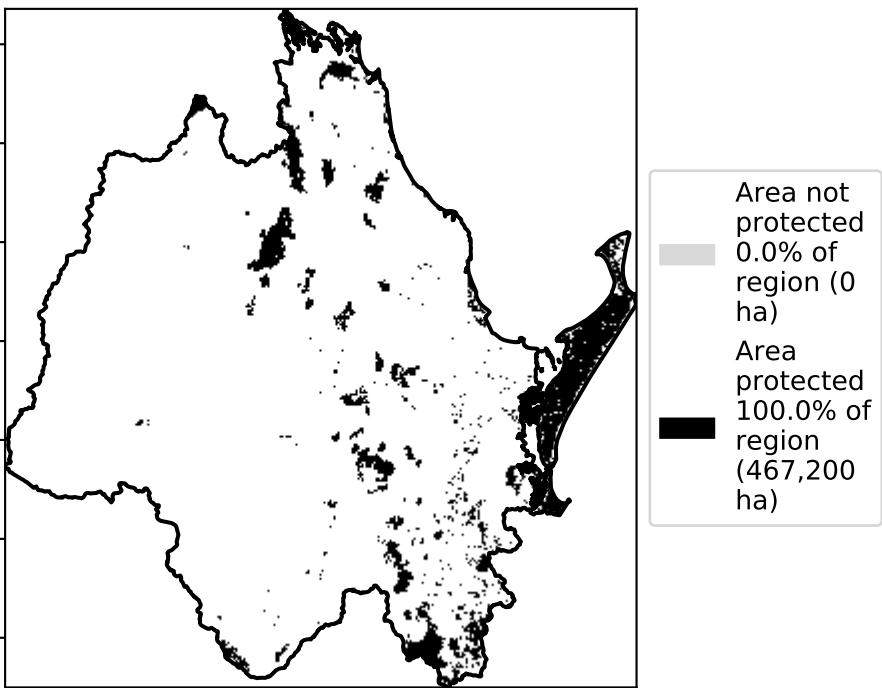 Area not
protected
0.0% of
region (0
ha)
Area
protected
100.0% of
region
(467,200
ha)